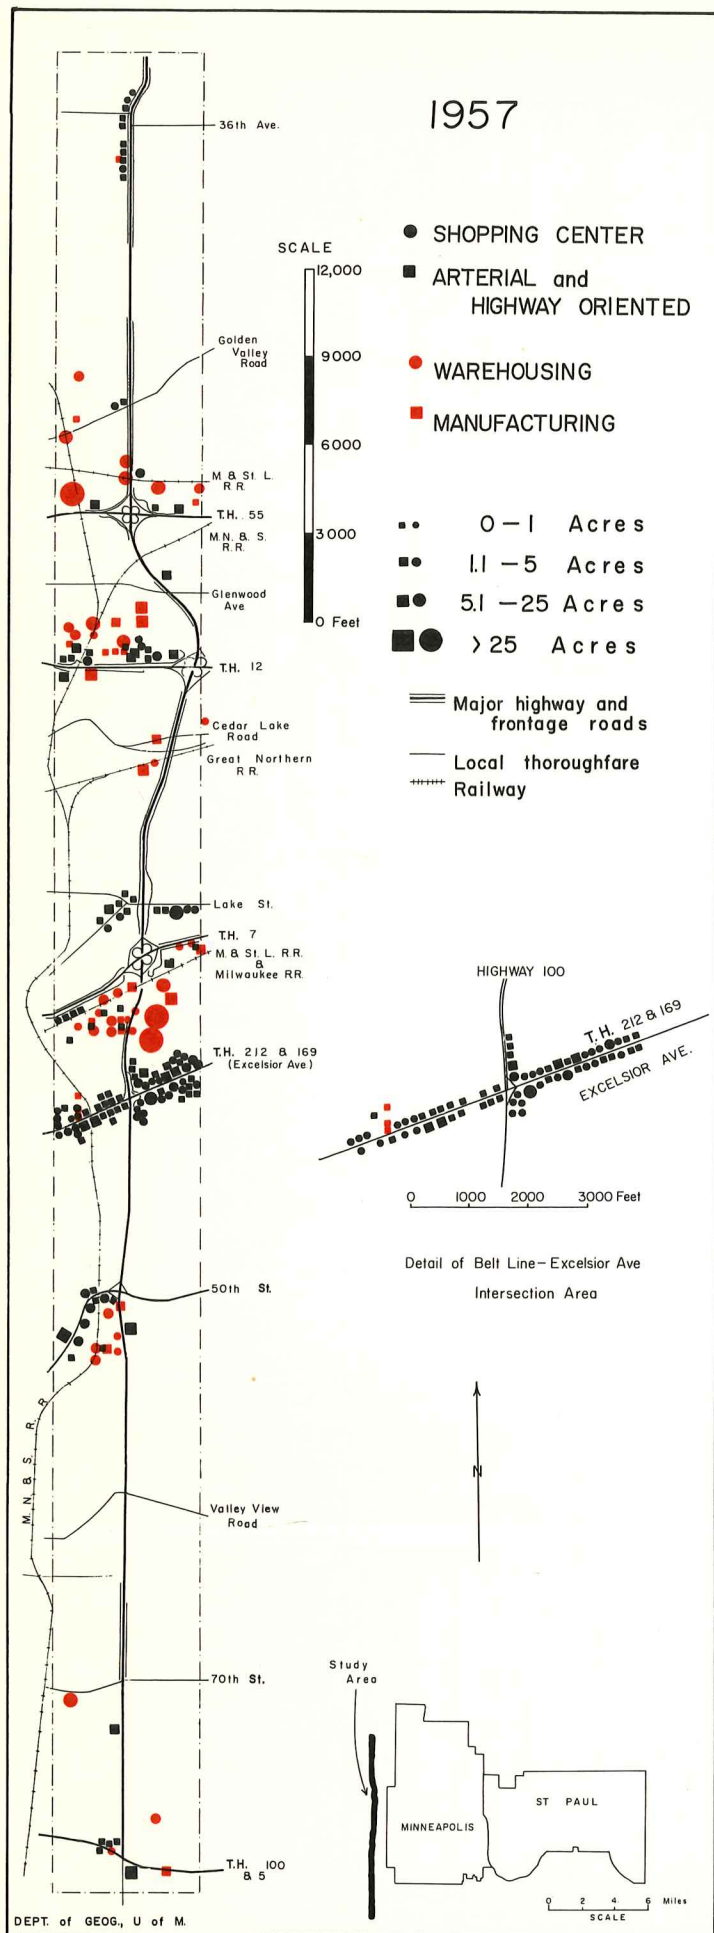 1957
36th Ave.
SHOPPING CENTER
ARTERIAL and
HIGHWAY ORIENTED
WAREHOUSING
MANUFACTURING
SCALE
12,000
9000
6000
3000
0 Feet
Golden
Valley
Road
M & St. L.
R.R.
T.H. 55
M.N. & S.
R.R.
Glenwood
Ave
T.H. 12
0-1 Acres
1.1-5 Acres
5.1-25 Acres
>25 Acres
Major highway and
frontage roads
Local thoroughfare
Railway
Cedar Lake
Road
Great Northern
R R.
Lake St.
T.H. 7
M. & St. L. R.R.
&
Milwaukee R.R.
T.H. 212 & 169
(Excelsior Ave.)
HIGHWAY 100
T.H. 212 & 169
EXCELSIOR AVE.
0 1000 2000 3000 Feet
Detail of Belt Line-Excelsior Ave
Intersection Area
50th St.
M. N. & S. R. R
N
Valley View
Road
70th St.
Study
Area
MINNEAPOLIS
ST PAUL
0 2 4 6 Miles
SCALE
T.H. 100
& 5
DEPT. of GEOG., U of M.